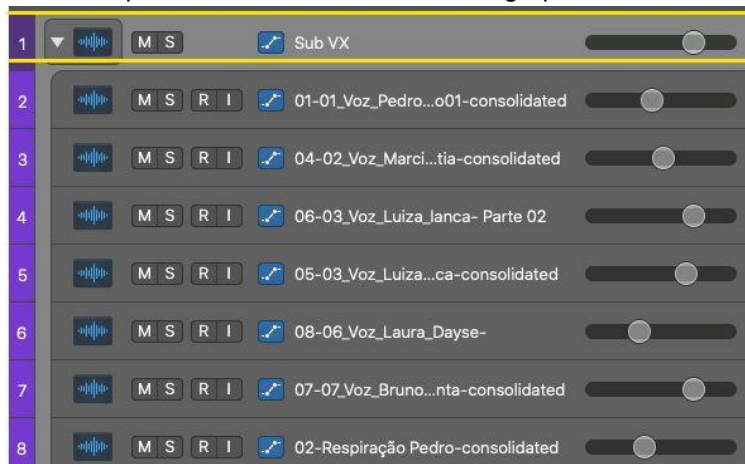 1 M S Sub VX
2 M S R I 01-01_Voz_Pedro...o01-consolidated
3 M S R I 04-02_Voz_Marci...tia-consolidated
4 M S R I 06-03_Voz_Luiza_lanca- Parte 02
5 M S R I 05-03_Voz_Luiza...ca-consolidated
6 M S R I 08-06_Voz_Laura_Dayse-
7 M S R I 07-07_Voz_Bruno...nta-consolidated
8 M S R I 02-Respiração Pedro-consolidated